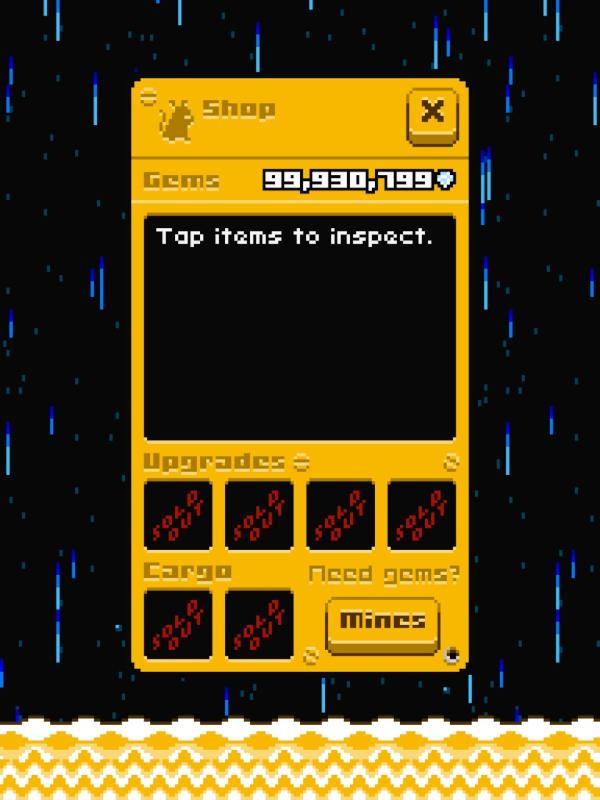 Shop
X
Gems 99,930,799
Tap items to inspect.
Upgrades
SOLD OUT SOLD OUT SOLD OUT SOLD OUT
Cargo Need gems?
SOLD OUT SOLD OUT Mines